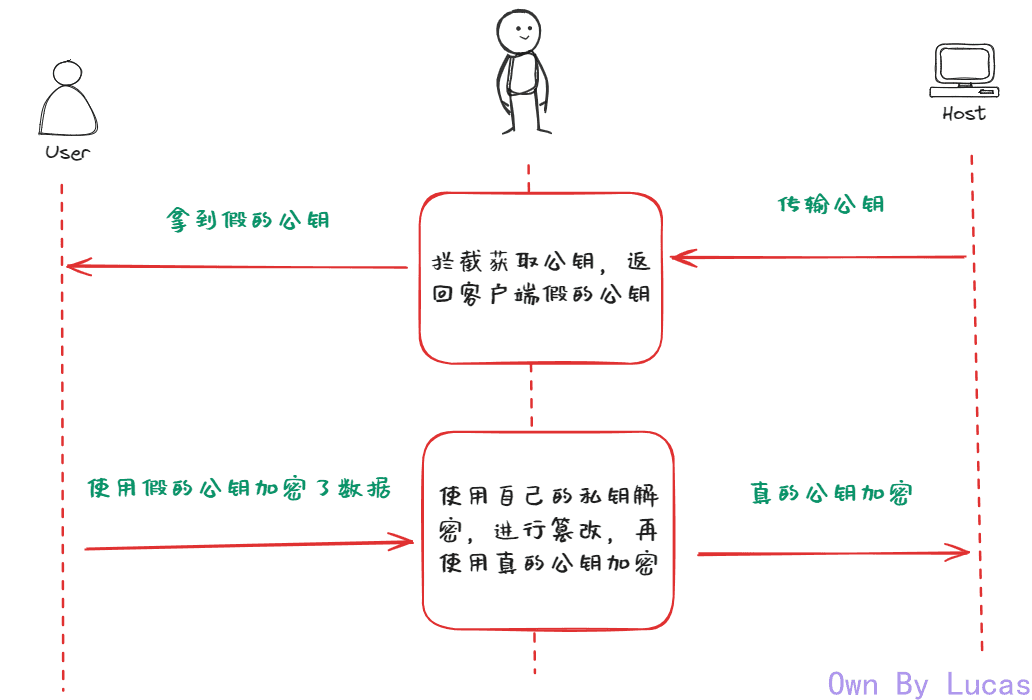 User
Host
拿到假的公钥
传输公钥
拦截获取公钥，返
回客户端假的公钥
使用假的公钥加密了数据
使用自己的私钥解
密，进行篡改，再
使用真的公钥加密
真的公钥加密
Own By Lucas